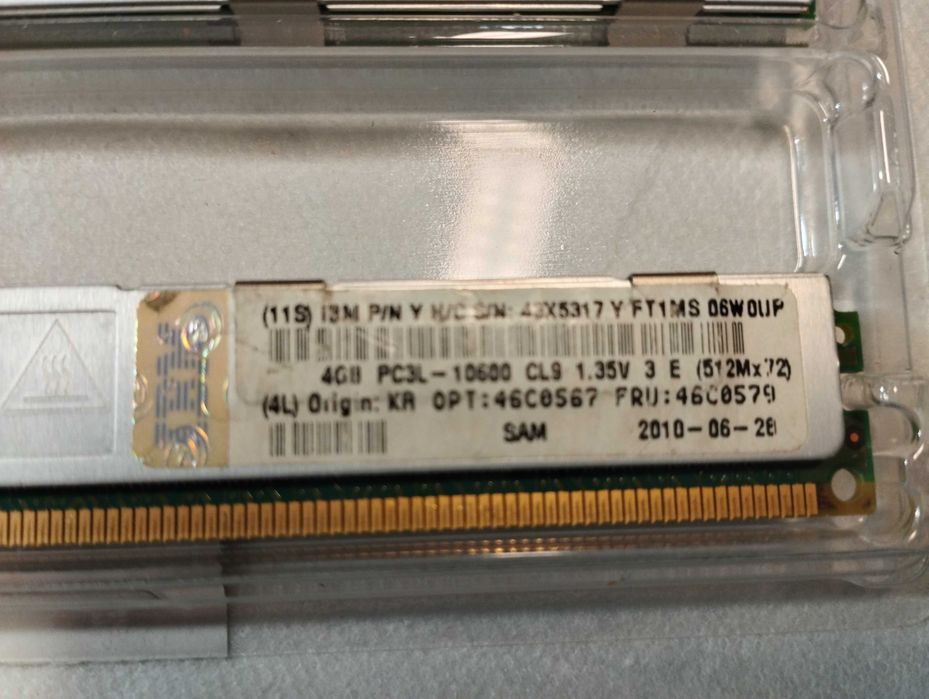 (11S) IBM P/N Y H/C S/N: 43X5317 Y FT1MS 06W0UP
4GB PC3L-10600 CL9 1.35V 3 E (512Mx72)
(4L) Origin: KR OPT:46C0567 FRU:46C0579
SAM 2010-06-28
IBM